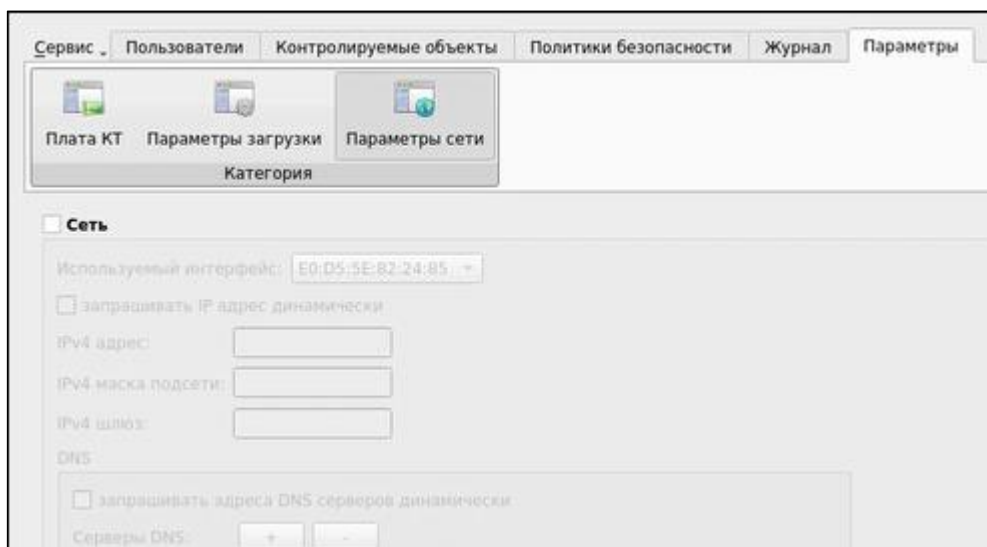 Сервис
Пользователи
Контролируемые объекты
Политики безопасности
Журнал
Параметры
Плата КТ
Параметры загрузки
Параметры сети
Категория
Сеть
Используемый интерфейс: E0:D5:5E:82:24:85
запрашивать IP адрес динамически
IPv4 адрес:
IPv4 маска подсети:
IPv4 шлюз:
DNS
запрашивать адреса DNS серверов динамически
Серверы DNS: + -